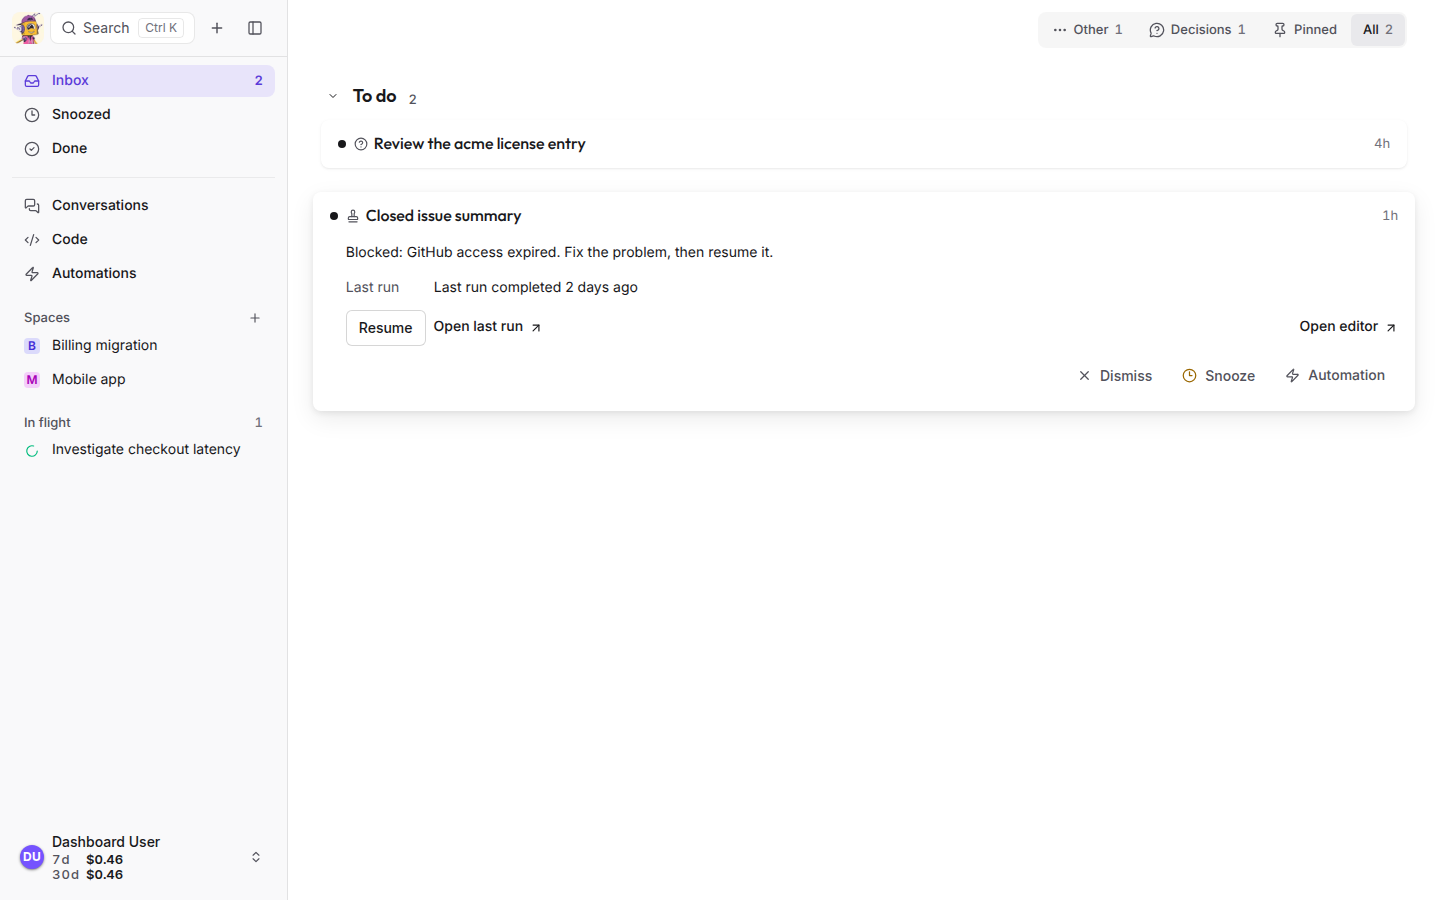 Search Ctrl K
Inbox 2
Snoozed
Done
Conversations
Code
Automations
Spaces
B Billing migration
M Mobile app
In flight 1
Investigate checkout latency
DU Dashboard User
7d $0.46
30d $0.46
Other 1 Decisions 1 Pinned All 2
To do 2
Review the acme license entry 4h
Closed issue summary 1h
Blocked: GitHub access expired. Fix the problem, then resume it.
Last run Last run completed 2 days ago
Resume Open last run Open editor
Dismiss Snooze Automation